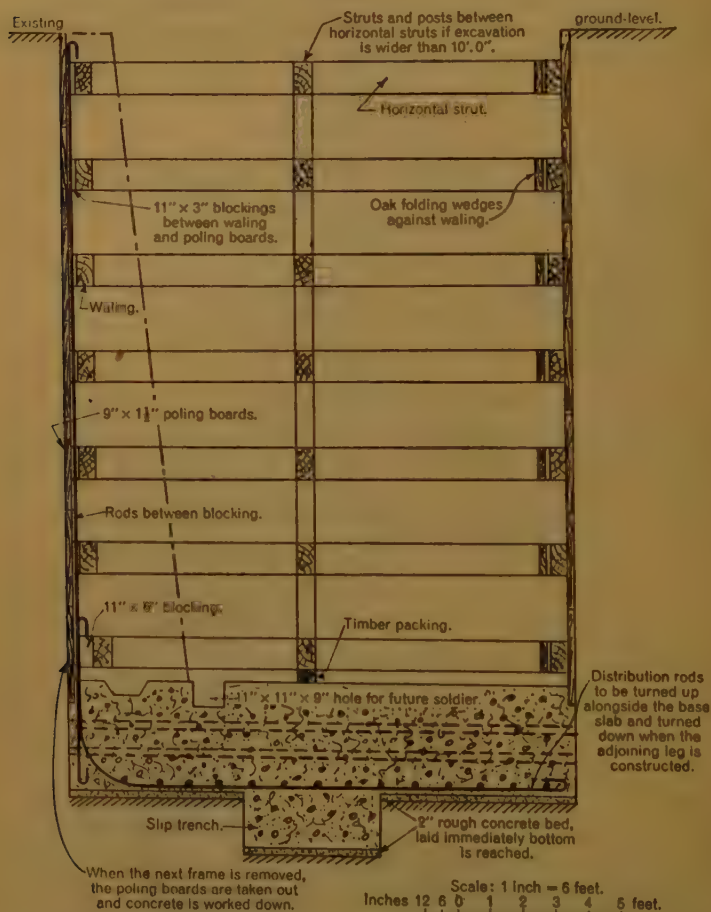 Existing
ground-level.
Struts and posts between
horizontal struts if excavation
is wider than 10'.0".
Horizontal strut.
11" × 3" blockings
between waling
and poling boards.
Oak folding wedges
against waling.
Waling.
9" × 1½" poling boards.
Rods between blocking.
11" × blocking.
Timber packing.
11" × 11" × 9" hole for future soldier.
Distribution rods
to be turned up
alongside the base
slab and turned
down when the
adjoining leg is
constructed.
Slip trench.
2" rough concrete bed,
laid immediately bottom
is reached.
When the next frame is removed,
the poling boards are taken out
and concrete is worked down.
Scale: 1 inch = 6 feet.
Inches 12 6 0 1 2 3 4 5 feet.